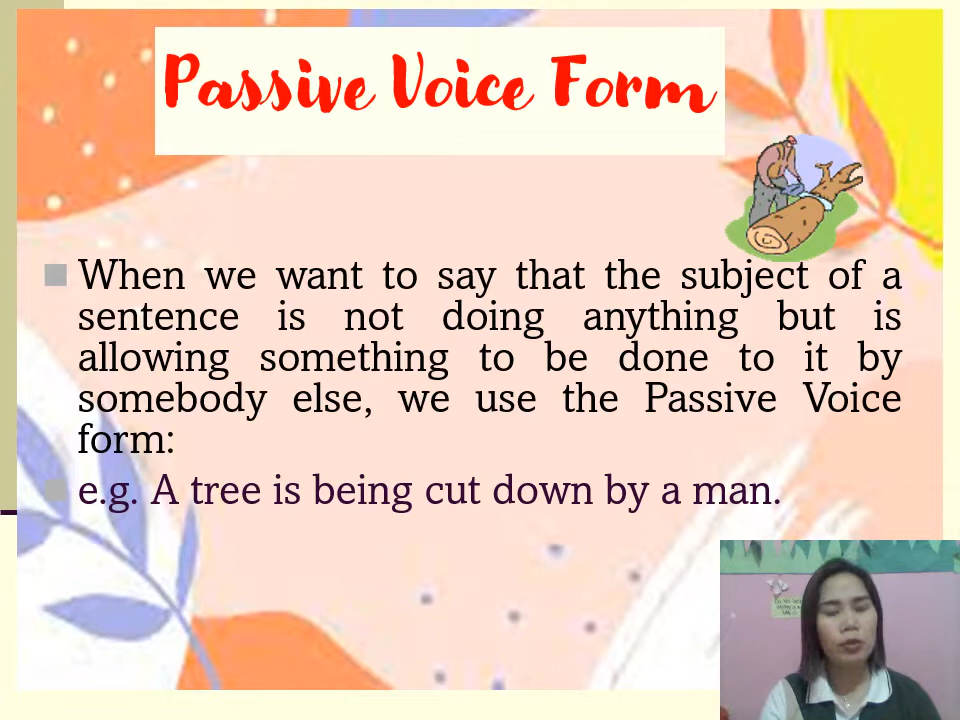 Passive Voice Form
When we want to say that the subject of a
sentence is not doing anything but is
allowing something to be done to it by
somebody else, we use the Passive Voice
form:
e.g. A tree is being cut down by a man.